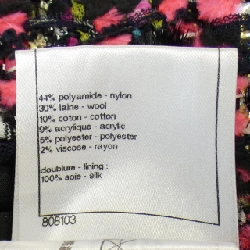 44% polyamide - nylon
30% laine - wool
10% coton - cotton
9% acrylique - acrylic
5% polyester - polyester
2% viscose - rayon
doublure - lining :
100% soie - silk
805103